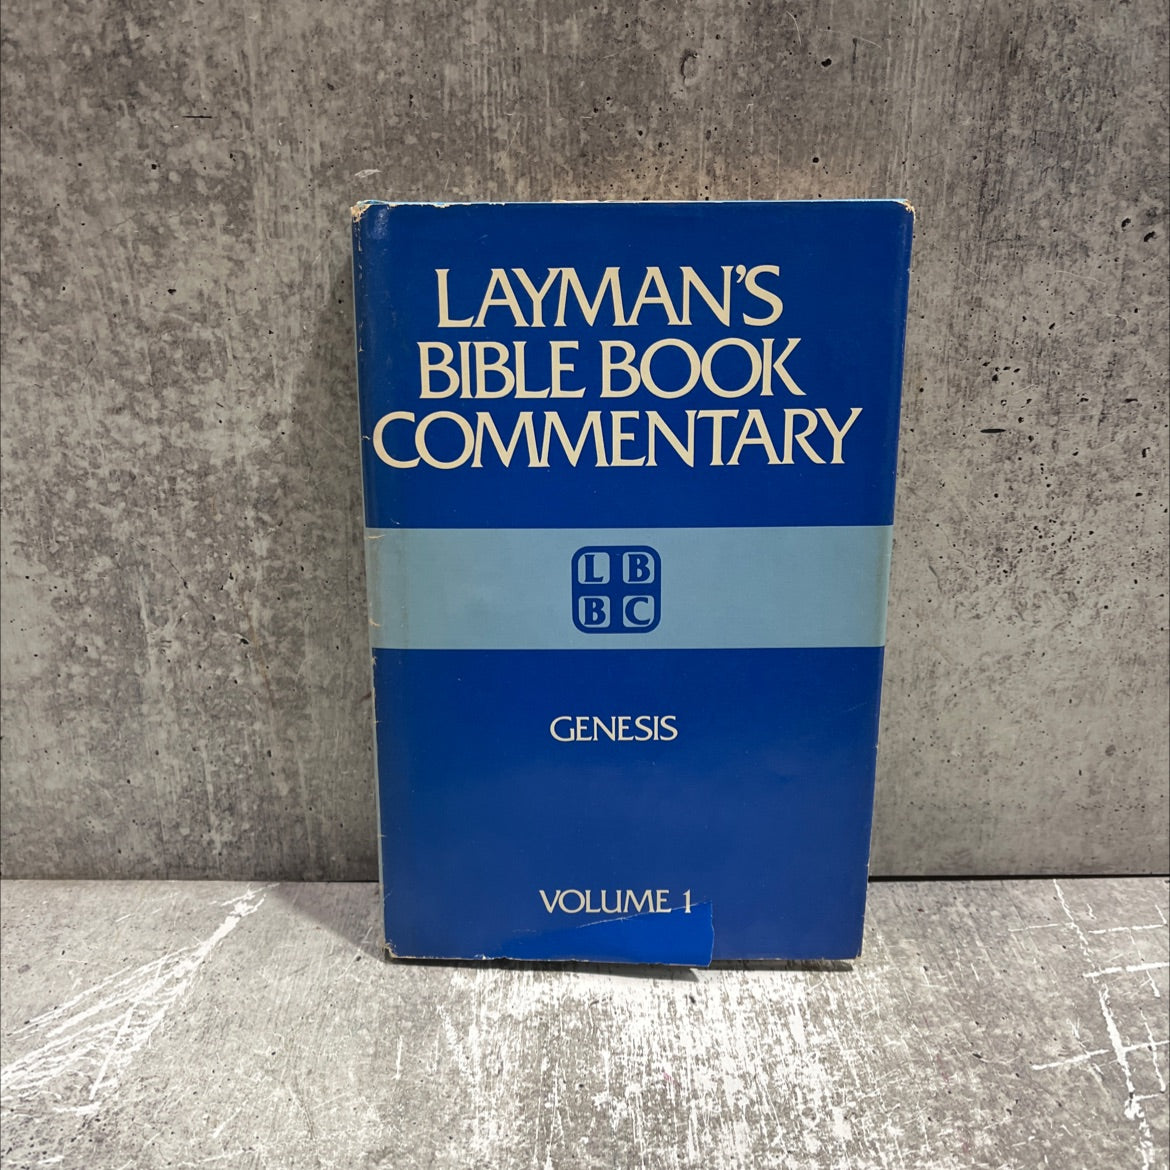 LAYMAN'S
BIBLE BOOK
COMMENTARY
L B
B C
GENESIS
VOLUME 1